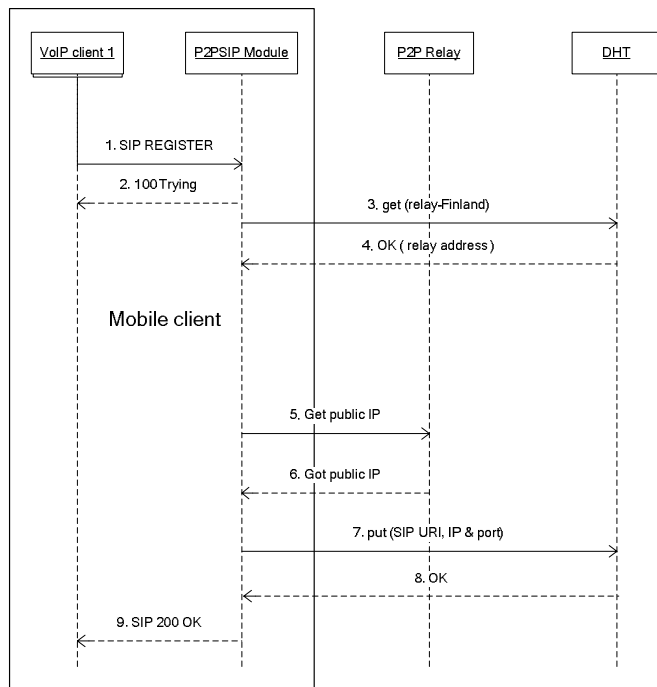 VoIP client 1
P2PSIP Module
P2P Relay
DHT
1. SIP REGISTER
2. 100 Trying
3. get (relay-Finland)
4. OK ( relay address )
Mobile client
5. Get public IP
6. Got public IP
7. put (SIP URI, IP & port)
8. OK
9. SIP 200 OK